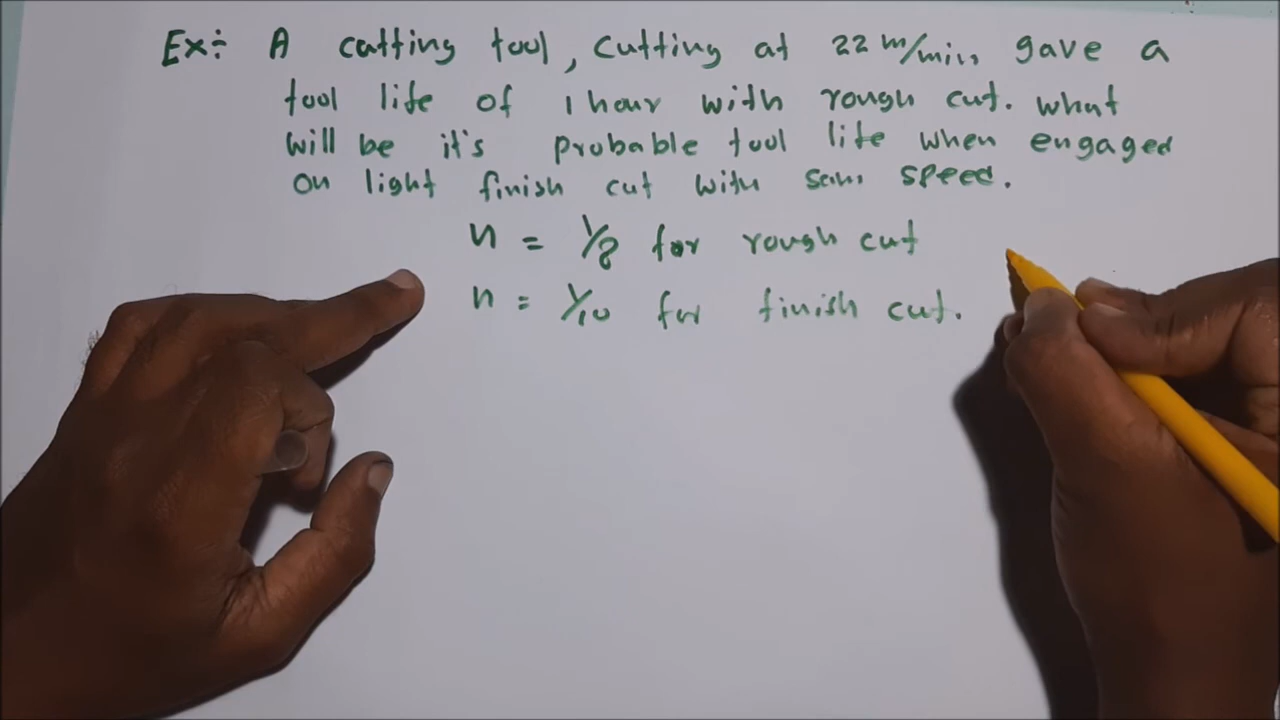 Ex:- A cutting tool, cutting at 22 m/min, gave a
tool life of 1 hour with rough cut. what
will be it's probable tool life when engaged
on light finish cut with same speed.
n = 1/8 for rough cut
n = 1/10 for finish cut.